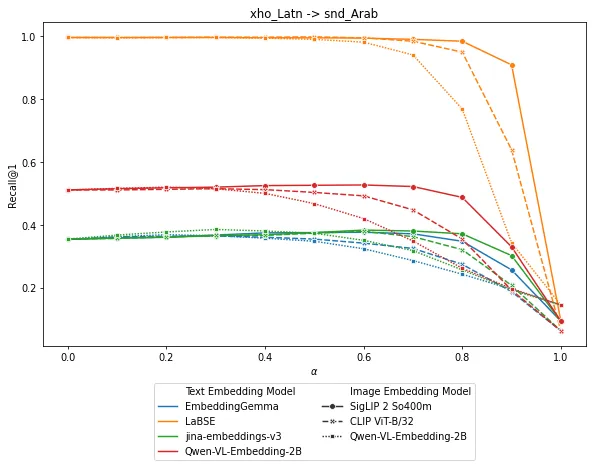 xho_Latn -> snd_Arab
Recall@1
1.0
0.8
0.6
0.4
0.2
0.0 0.2 0.4 0.6 0.8 1.0
α
Text Embedding Model Image Embedding Model
EmbeddingGemma SigLIP 2 So400m
LaBSE CLIP ViT-B/32
jina-embeddings-v3 Qwen-VL-Embedding-2B
Qwen-VL-Embedding-2B